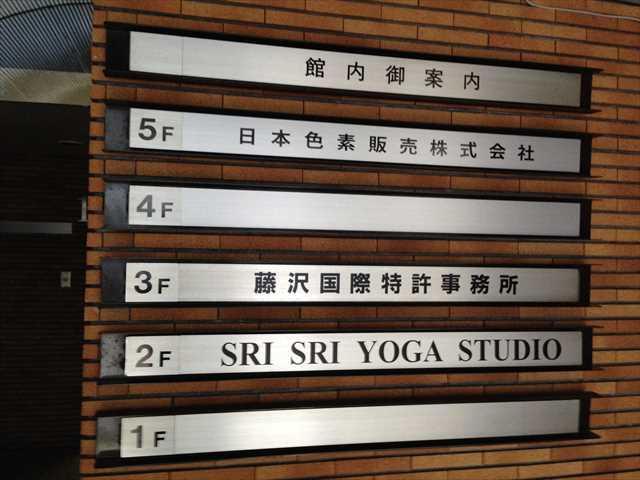 館内御案内
5F 日本色素販売株式会社
4F
3F 藤沢国際特許事務所
2F SRI SRI YOGA STUDIO
1F